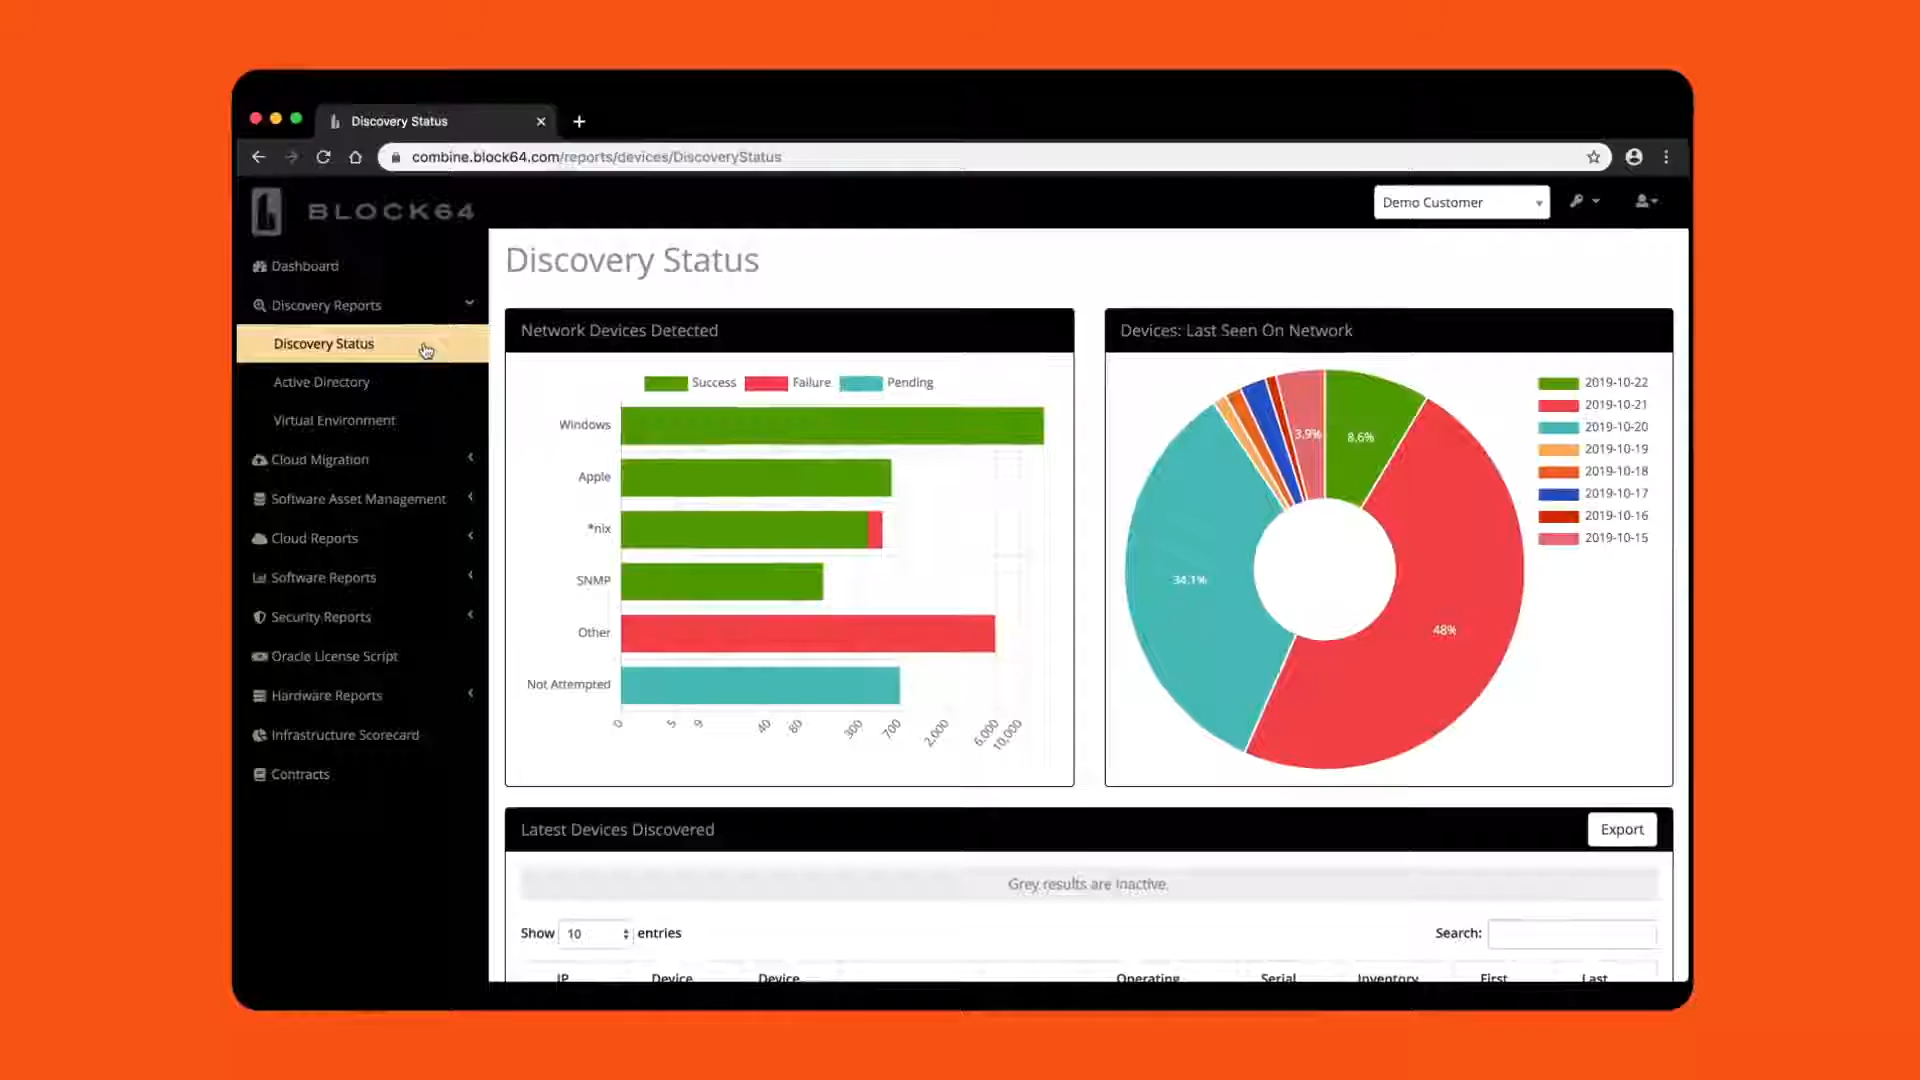 Discovery Status
combine.block64.com/reports/devices/DiscoveryStatus
BLOCK64
Demo Customer
Dashboard
Discovery Reports
Discovery Status
Active Directory
Virtual Environment
Cloud Migration
Software Asset Management
Cloud Reports
Software Reports
Security Reports
Oracle License Script
Hardware Reports
Infrastructure Scorecard
Contracts
Discovery Status
Network Devices Detected
Success Failure Pending
Windows
Apple
*nix
SNMP
Other
Not Attempted
0 5 9 40 80 300 700 2,000 6,000 10,000
Devices: Last Seen On Network
3.9% 8.6%
34.1%
48%
2019-10-22
2019-10-21
2019-10-20
2019-10-19
2019-10-18
2019-10-17
2019-10-16
2019-10-15
Latest Devices Discovered
Export
Grey results are inactive.
Show 10 entries
Search:
IP Device Device Operating Serial Inventory First Last